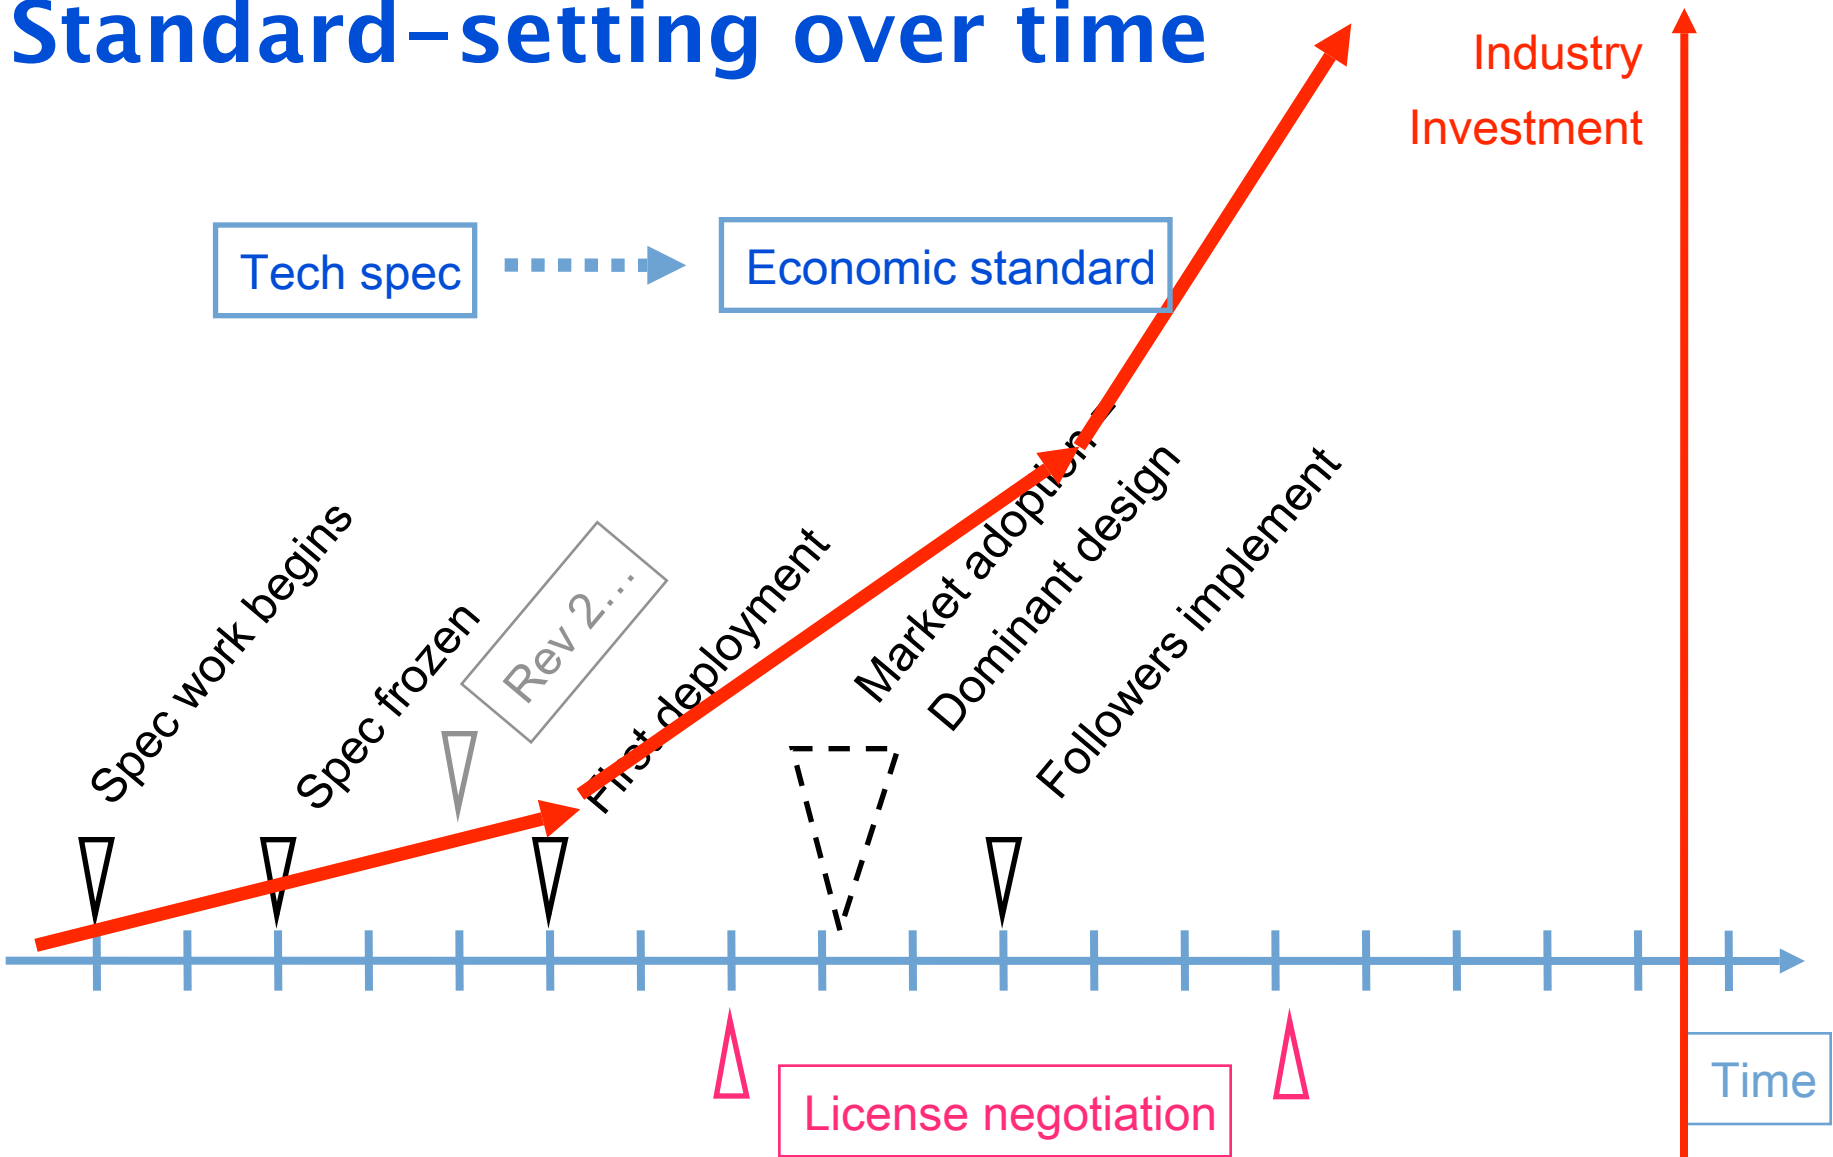 Standard-setting over time
Industry
Investment
Tech spec
Economic standard
Spec work begins
Spec frozen
Rev 2...
First deployment
Market adoption
Dominant design
Followers implement
License negotiation
Time